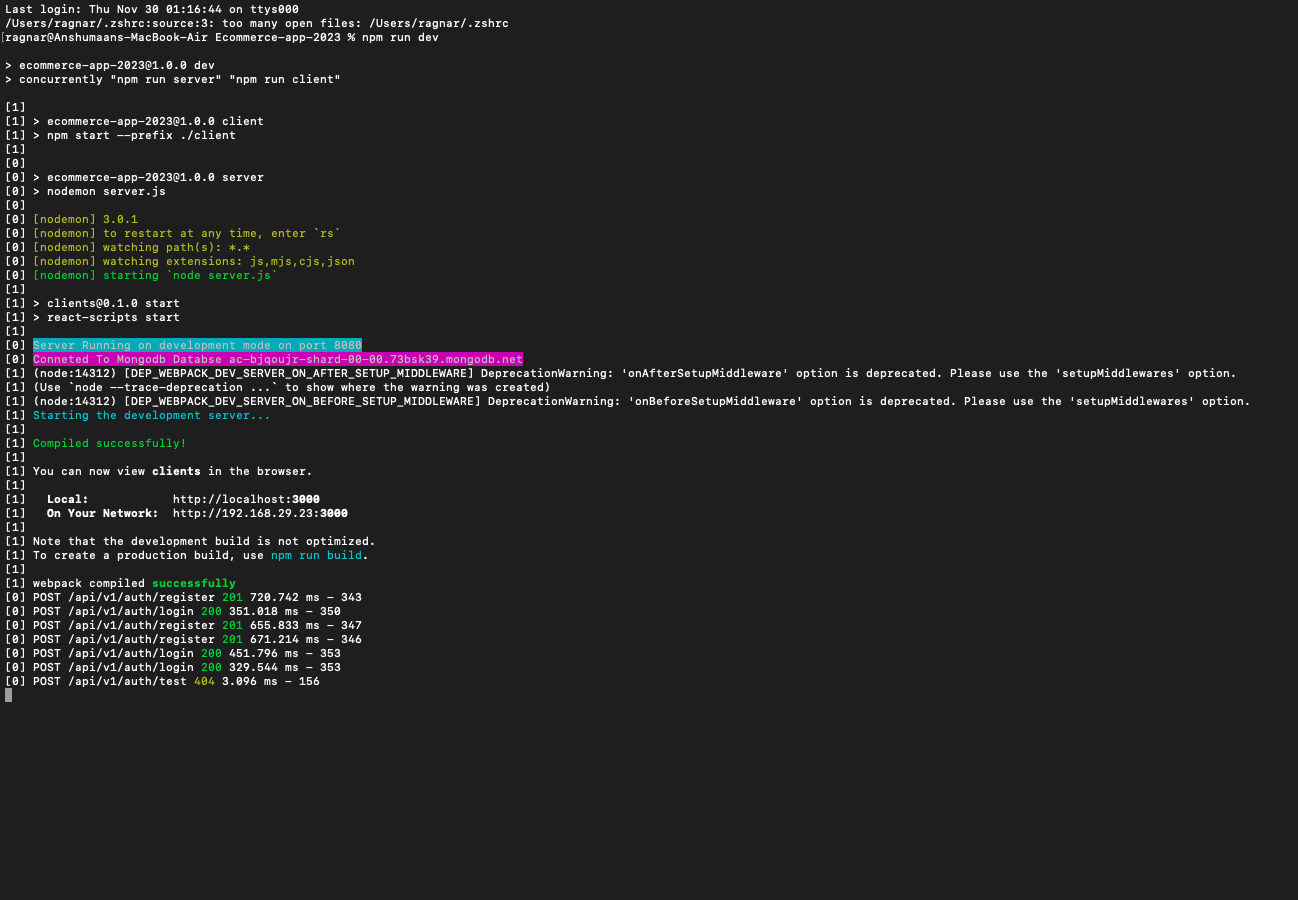 Last login: Thu Nov 30 01:16:44 on ttys000
/Users/ragnar/.zshrc:source:3: too many open files: /Users/ragnar/.zshrc
[ragnar@Anshumaans-MacBook-Air Ecommerce-app-2023 % npm run dev
> ecommerce-app-2023@1.0.0 dev
> concurrently "npm run server" "npm run client"
[1]
[1] > ecommerce-app-2023@1.0.0 client
[1] > npm start --prefix ./client
[1]
[0]
[0] > ecommerce-app-2023@1.0.0 server
[0] > nodemon server.js
[0]
[0] [nodemon] 3.0.1
[0] [nodemon] to restart at any time, enter `rs`
[0] [nodemon] watching path(s): *.*
[0] [nodemon] watching extensions: js,mjs,cjs,json
[0] [nodemon] starting `node server.js`
[1]
[1] > clients@0.1.0 start
[1] > react-scripts start
[1]
[0] Server Running on development mode on port 8080
[0] Conneted To Mongodb Databse ac-bjqoujr-shard-00-00.73bsk39.mongodb.net
[1] (node:14312) [DEP_WEBPACK_DEV_SERVER_ON_AFTER_SETUP_MIDDLEWARE] DeprecationWarning: 'onAfterSetupMiddleware' option is deprecated. Please use the 'setupMiddlewares' option.
[1] (Use `node --trace-deprecation ...` to show where the warning was created)
[1] (node:14312) [DEP_WEBPACK_DEV_SERVER_ON_BEFORE_SETUP_MIDDLEWARE] DeprecationWarning: 'onBeforeSetupMiddleware' option is deprecated. Please use the 'setupMiddlewares' option.
[1] Starting the development server...
[1]
[1] Compiled successfully!
[1]
[1] You can now view clients in the browser.
[1]
[1]   Local:            http://localhost:3000
[1]   On Your Network:  http://192.168.29.23:3000
[1]
[1] Note that the development build is not optimized.
[1] To create a production build, use npm run build.
[1]
[1] webpack compiled successfully
[0] POST /api/v1/auth/register 201 720.742 ms - 343
[0] POST /api/v1/auth/login 200 351.018 ms - 350
[0] POST /api/v1/auth/register 201 655.833 ms - 347
[0] POST /api/v1/auth/register 201 671.214 ms - 346
[0] POST /api/v1/auth/login 200 451.796 ms - 353
[0] POST /api/v1/auth/login 200 329.544 ms - 353
[0] POST /api/v1/auth/test 404 3.096 ms - 156